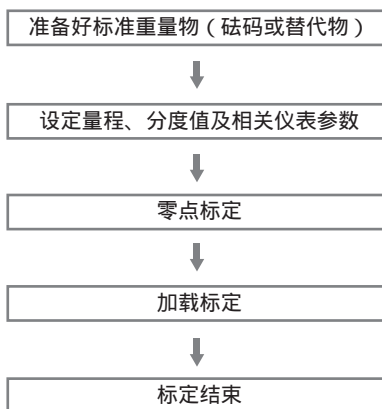 准备好标准重量物（砝码或替代物）
设定量程、分度值及相关仪表参数
零点标定
加载标定
标定结束